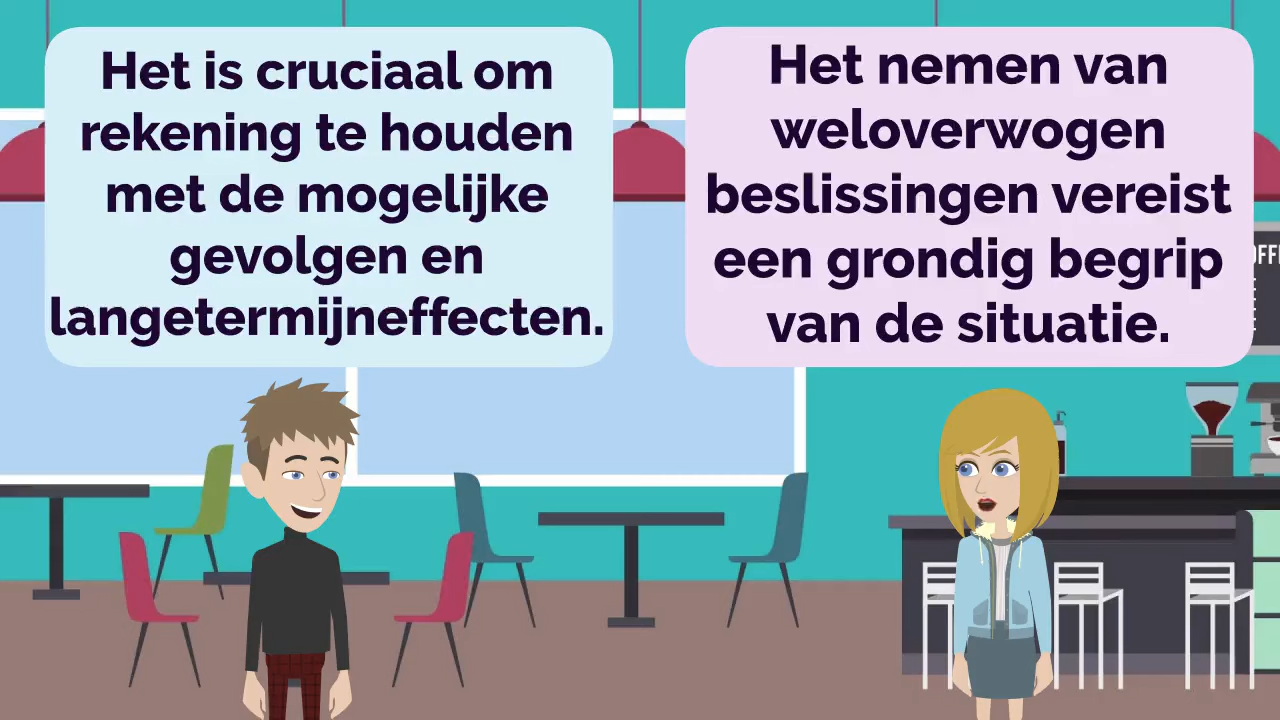 Het is cruciaal om
rekening te houden
met de mogelijke
gevolgen en
langetermijneffecten.
Het nemen van
weloverwogen
beslissingen vereist
een grondig begrip
van de situatie.